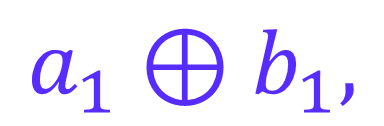 a₁ ⊕ b₁,